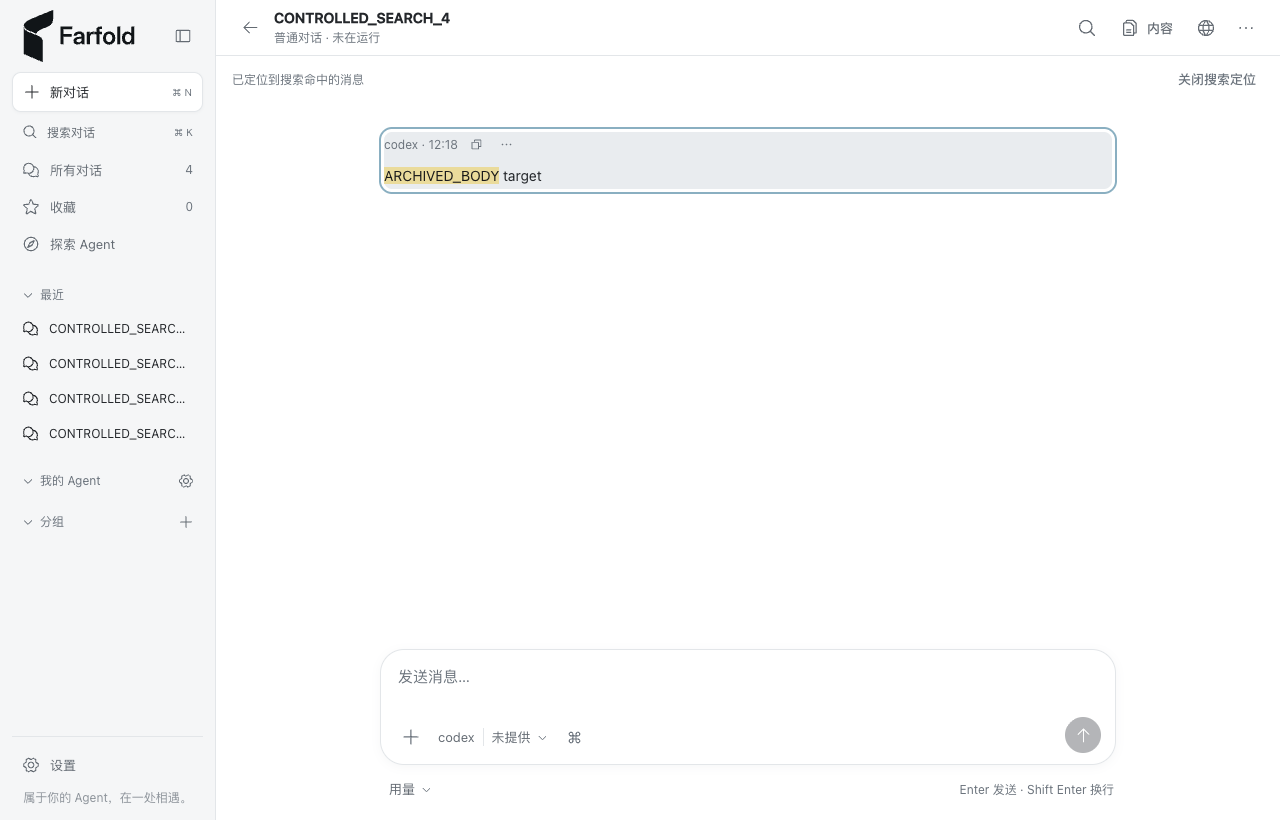 Farfold
新对话
⌘ N
搜索对话
⌘ K
所有对话
4
收藏
0
探索 Agent
最近
CONTROLLED_SEARC...
CONTROLLED_SEARC...
CONTROLLED_SEARC...
CONTROLLED_SEARC...
我的 Agent
分组
设置
属于你的 Agent，在一处相遇。
CONTROLLED_SEARCH_4
普通对话 · 未在运行
内容
已定位到搜索命中的消息
关闭搜索定位
codex · 12:18
ARCHIVED_BODY target
发送消息...
codex
未提供
⌘
用量
Enter 发送 · Shift Enter 换行